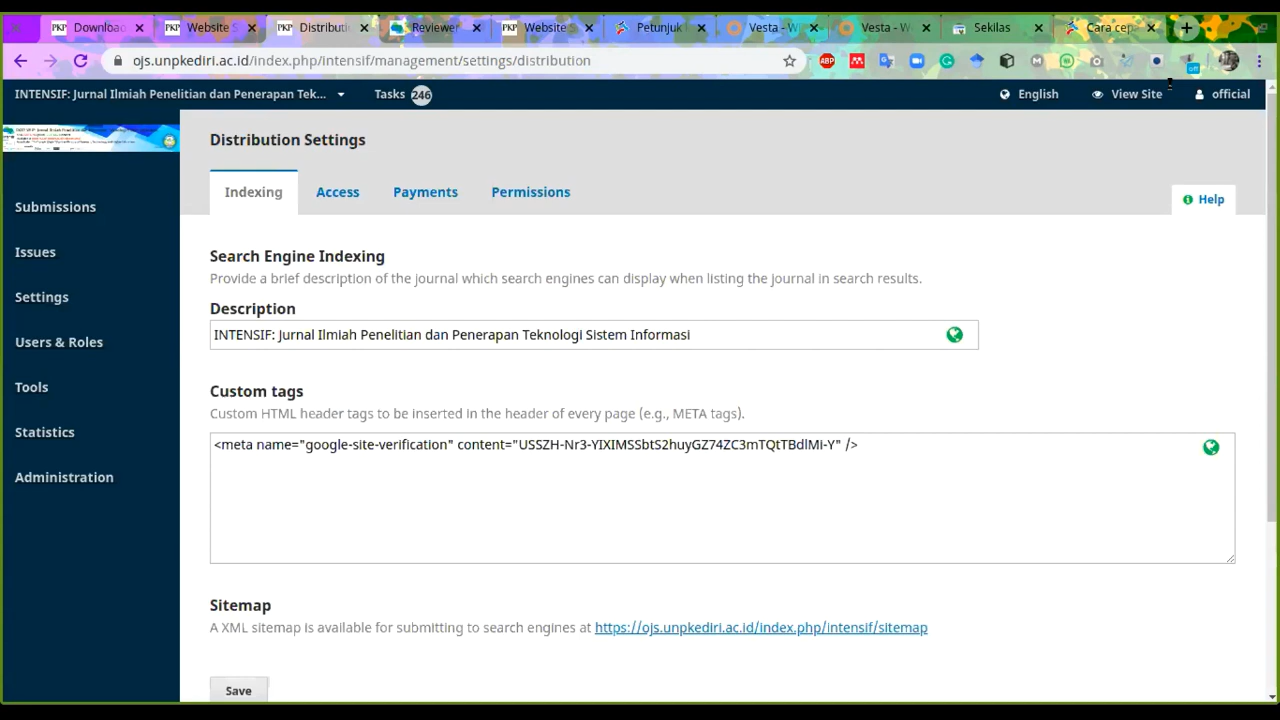 Downloac
Website S
Distributi
Reviewer
Website S
Petunjuk
Vesta - W
Vesta - W
Sekilas
Cara cep
ojs.unpkediri.ac.id/index.php/intensif/management/settings/distribution
INTENSIF: Jurnal Ilmiah Penelitian dan Penerapan Tek...
Tasks 246
English
View Site
official
Distribution Settings
Indexing
Access
Payments
Permissions
Help
Submissions
Issues
Settings
Users & Roles
Tools
Statistics
Administration
Search Engine Indexing
Provide a brief description of the journal which search engines can display when listing the journal in search results.
Description
INTENSIF: Jurnal Ilmiah Penelitian dan Penerapan Teknologi Sistem Informasi
Custom tags
Custom HTML header tags to be inserted in the header of every page (e.g., META tags).
<meta name="google-site-verification" content="USSZH-Nr3-YIXIMSSbtS2huyGZ74ZC3mTQtTBdlMi-Y" />
Sitemap
A XML sitemap is available for submitting to search engines at https://ojs.unpkediri.ac.id/index.php/intensif/sitemap
Save